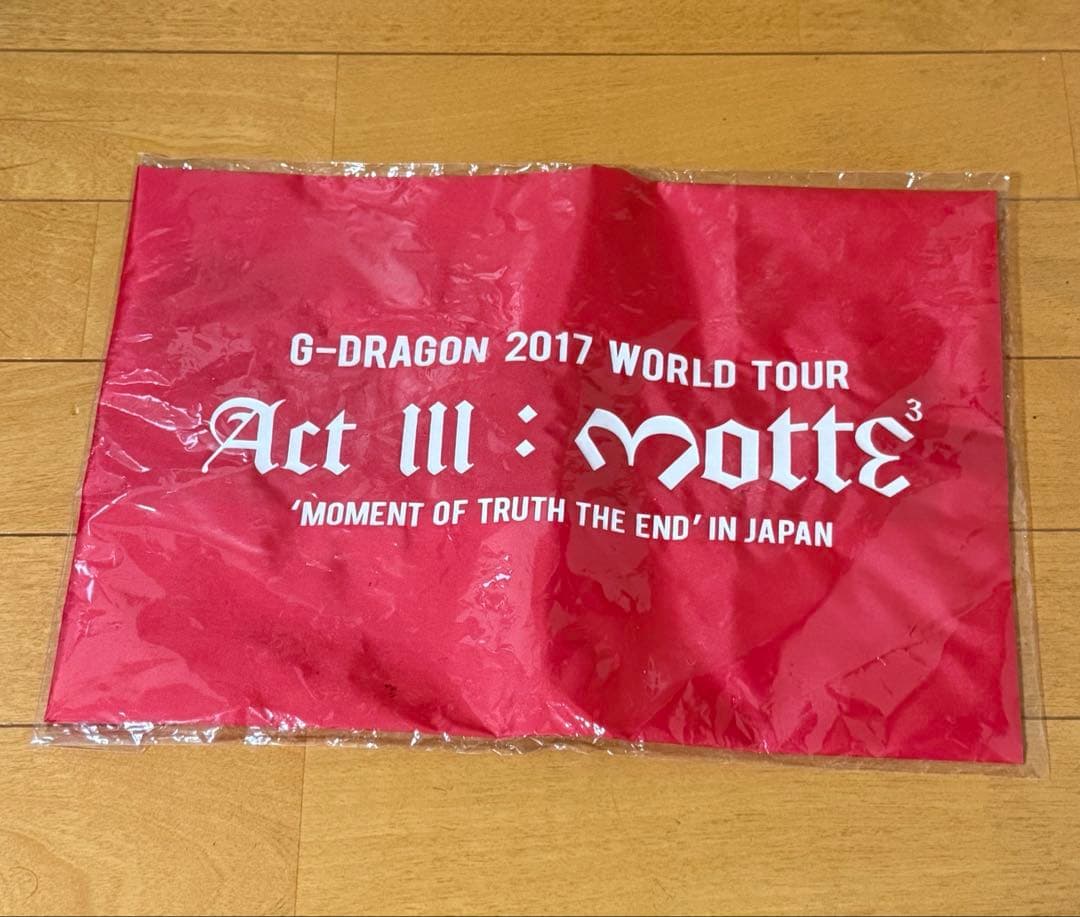 G-DRAGON 2017 WORLD TOUR
Act III : Motte³
'MOMENT OF TRUTH THE END' IN JAPAN